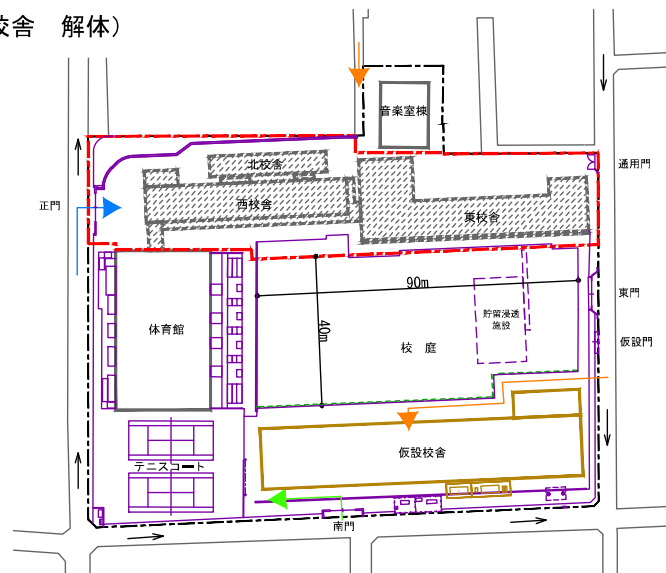 校舎　解体）
音楽室棟
北校舎
通用門
西校舎
正門
東校舎
90m
東門
貯留浸透
施設
40m
体育館
校　庭
仮設門
仮設校舎
テニスコート
南門